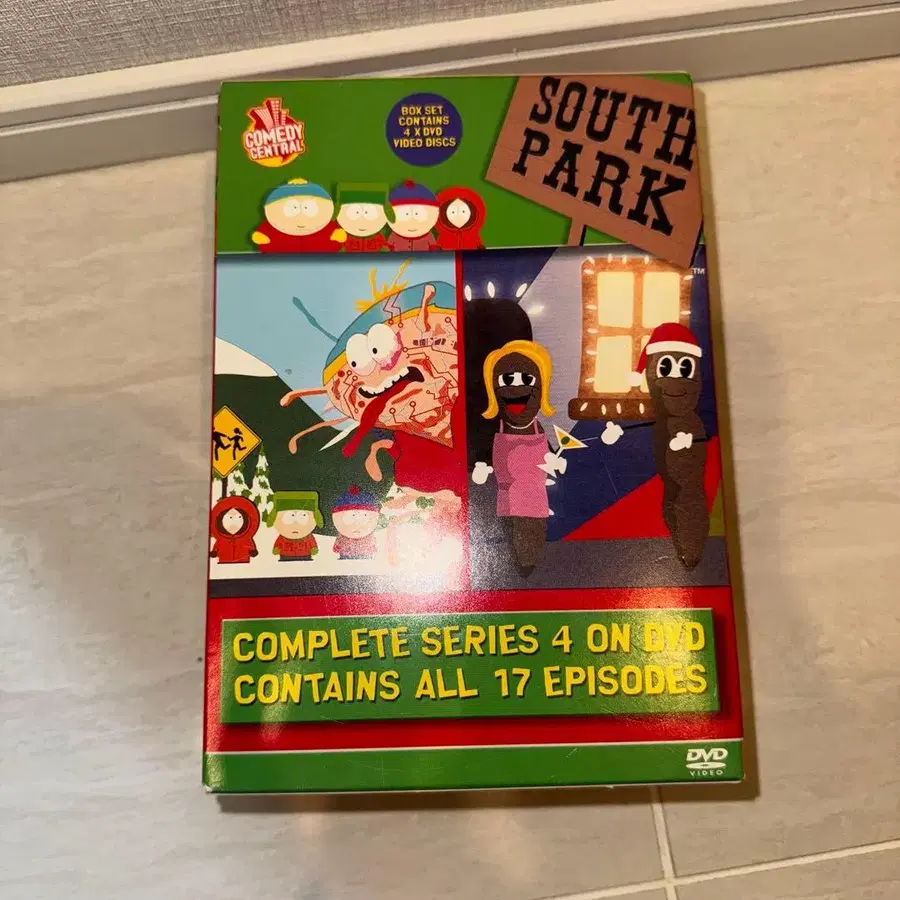 COMEDY
CENTRAL
BOX SET
CONTAINS
4 X DVD
VIDEO DISCS
SOUTH
PARK
TM
COMPLETE SERIES 4 ON DVD
CONTAINS ALL 17 EPISODES
DVD
VIDEO